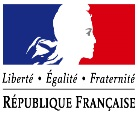 Liberté • Égalité • Fraternité
RÉPUBLIQUE FRANÇAISE